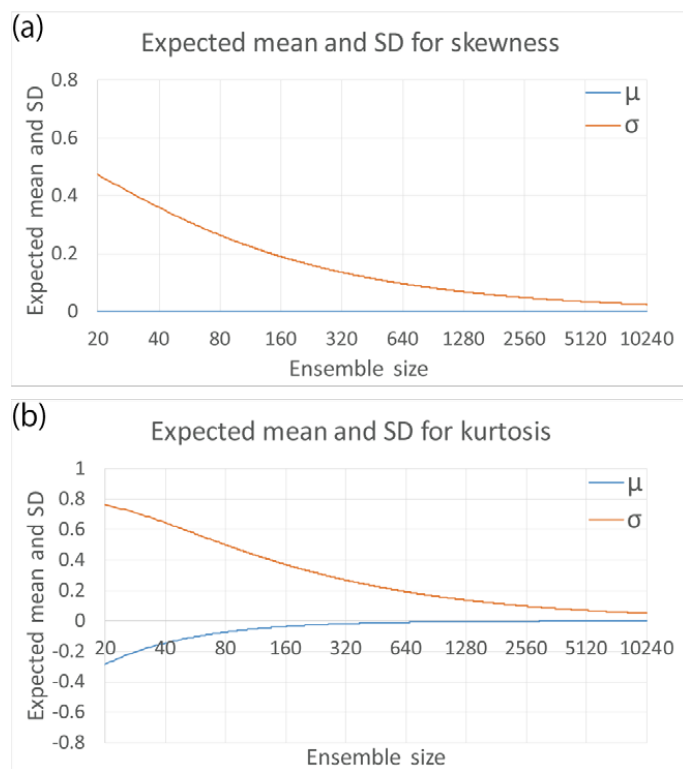 (a)
Expected mean and SD for skewness
Expected mean and SD
0.8
0.6
0.4
0.2
0
μ
σ
20 40 80 160 320 640 1280 2560 5120 10240
Ensemble size
(b)
Expected mean and SD for kurtosis
Expected mean and SD
1
0.8
0.6
0.4
0.2
0
-0.2
-0.4
-0.6
-0.8
μ
σ
20 40 80 160 320 640 1280 2560 5120 10240
Ensemble size